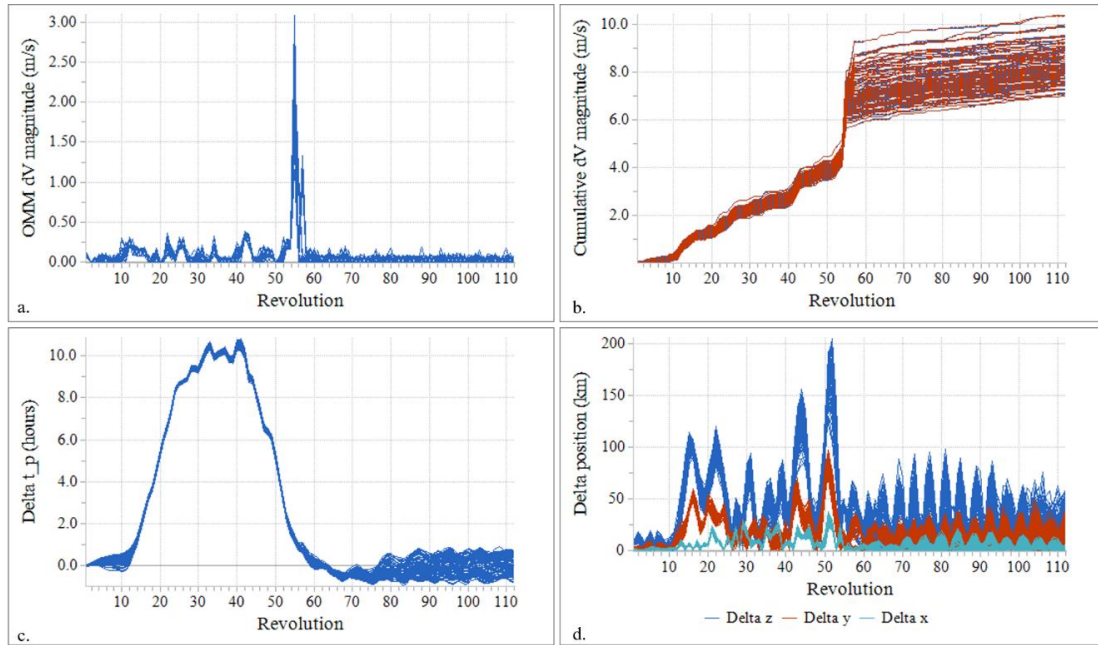 OMM dV magnitude (m/s)
3.00
2.50
2.00
1.50
1.00
0.50
0.00
10 20 30 40 50 60 70 80 90 100 110
Revolution
a.
Cumulative dV magnitude (m/s)
10.0
8.0
6.0
4.0
2.0
10 20 30 40 50 60 70 80 90 100 110
Revolution
b.
Delta t_p (hours)
10.0
8.0
6.0
4.0
2.0
0.0
10 20 30 40 50 60 70 80 90 100 110
Revolution
c.
Delta position (km)
200
150
100
50
0
10 20 30 40 50 60 70 80 90 100 110
Revolution
d.
Delta z Delta y Delta x